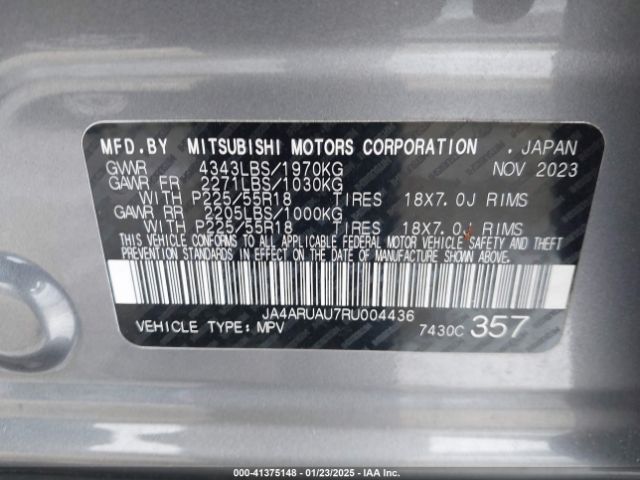 MFD.BY MITSUBISHI MOTORS CORPORATION . JAPAN
GVWR 4343LBS/1970KG NOV 2023
GAWR FR 2271LBS/1030KG
WITH P225/55R18 TIRES 18X7.0J RIMS
GAWR RR 2205LBS/1000KG
WITH P225/55R18 TIRES 18X7.0J RIMS
THIS VEHICLE CONFORMS TO ALL APPLICABLE FEDERAL MOTOR VEHICLE SAFETY AND THEFT
PREVENTION STANDARDS IN EFFECT ON THE DATE OF MANUFACTURE SHOWN ABOVE.
JA4ARUAU7RU004436
VEHICLE TYPE: MPV 7430C 357
000-41375148 - 01/23/2025 - IAA Inc.